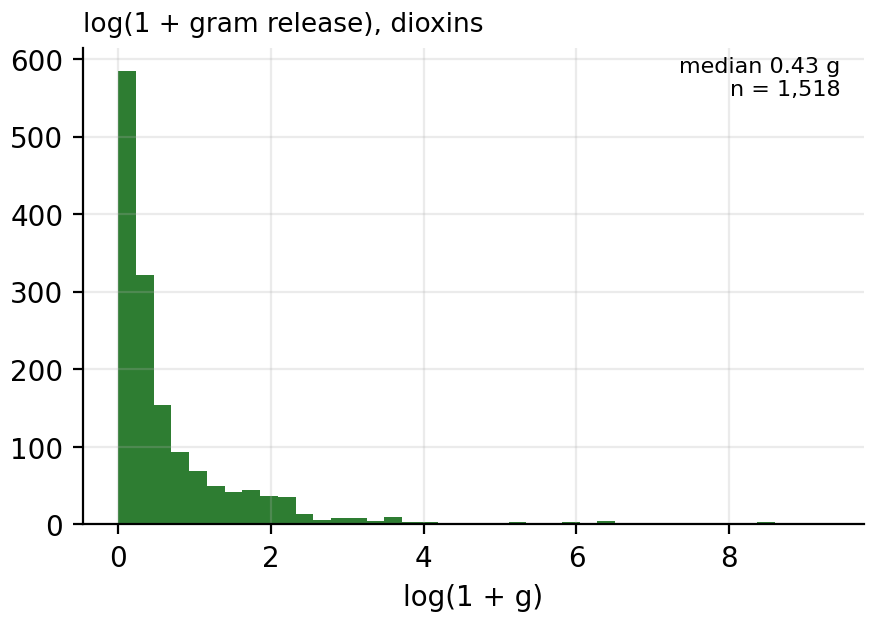 log(1 + gram release), dioxins
median 0.43 g
n = 1,518
600
500
400
300
200
100
0
0 2 4 6 8
log(1 + g)